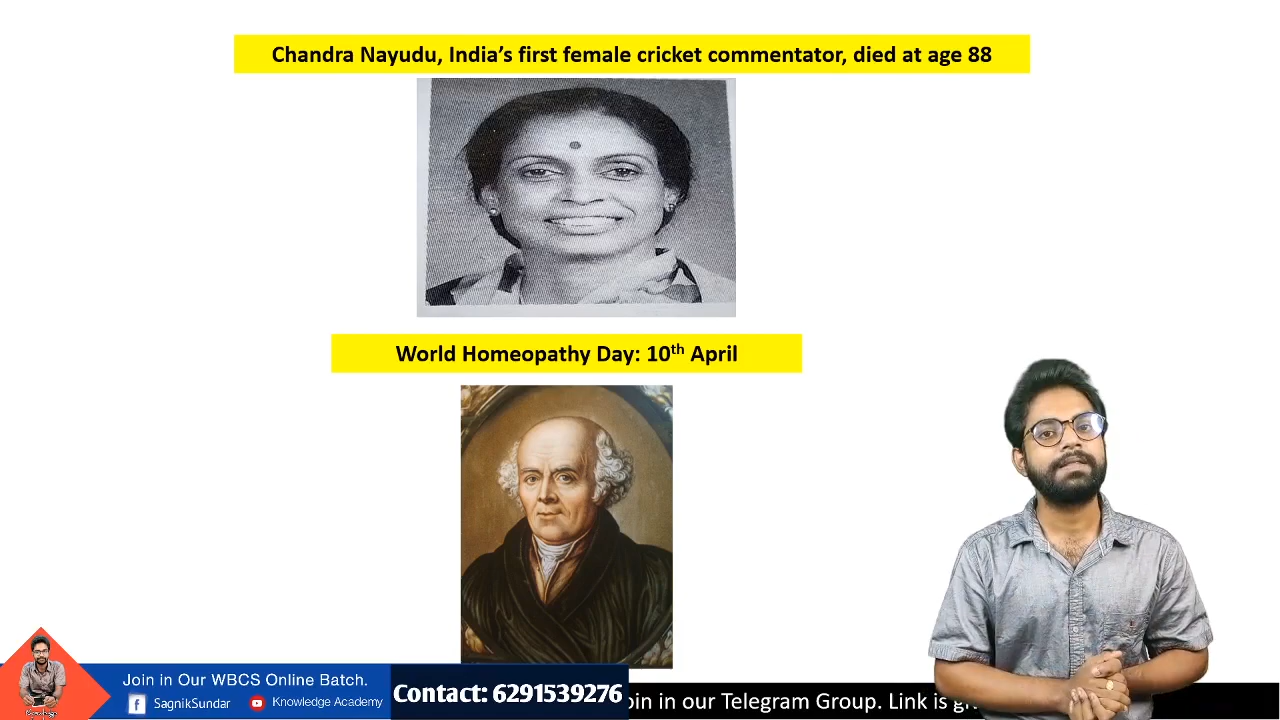 Chandra Nayudu, India’s first female cricket commentator, died at age 88
World Homeopathy Day: 10th April
Join in Our WBCS Online Batch.
SagnikSundar
Knowledge Academy
Contact: 6291539276
in our Telegram Group. Link is